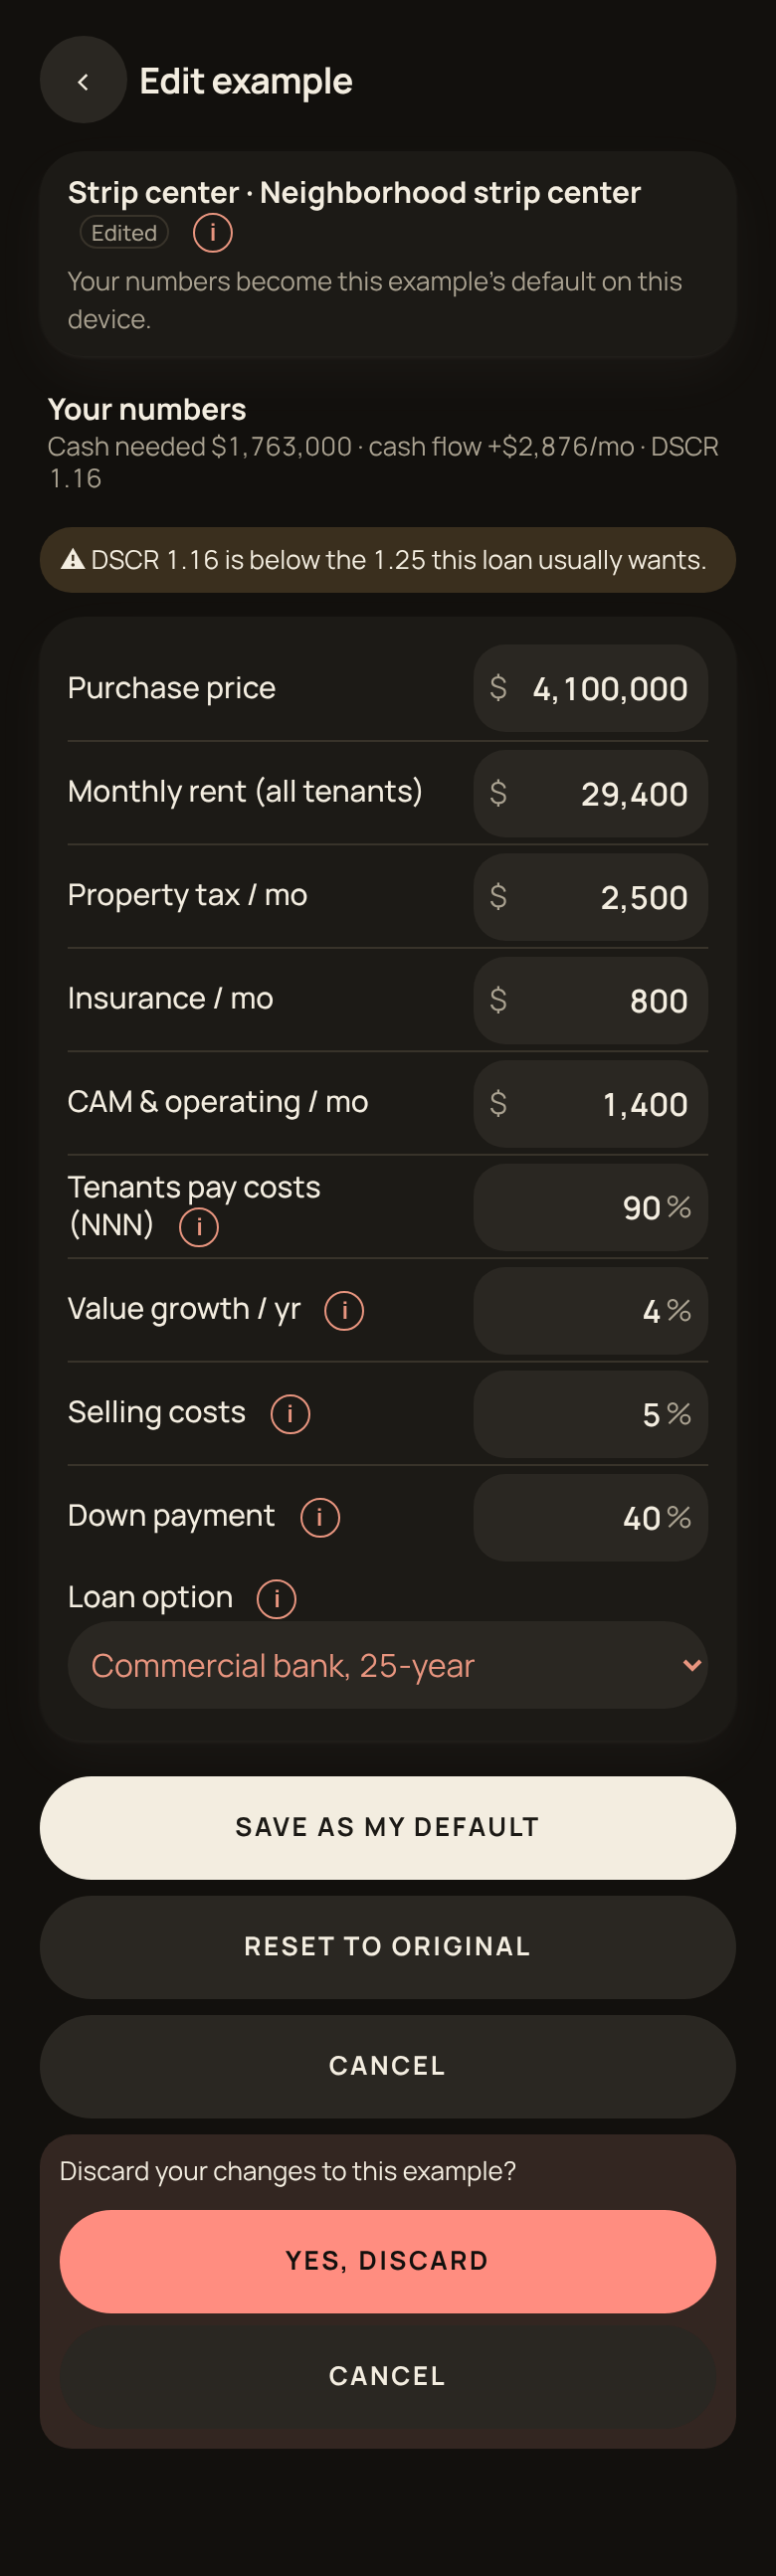 Edit example
Strip center · Neighborhood strip center
Edited i
Your numbers become this example's default on this
device.
Your numbers
Cash needed $1,763,000 · cash flow +$2,876/mo · DSCR
1.16
⚠ DSCR 1.16 is below the 1.25 this loan usually wants.
Purchase price $ 4,100,000
Monthly rent (all tenants) $ 29,400
Property tax / mo $ 2,500
Insurance / mo $ 800
CAM & operating / mo $ 1,400
Tenants pay costs
(NNN) i 90 %
Value growth / yr i 4 %
Selling costs i 5 %
Down payment i 40 %
Loan option i
Commercial bank, 25-year
SAVE AS MY DEFAULT
RESET TO ORIGINAL
CANCEL
Discard your changes to this example?
YES, DISCARD
CANCEL